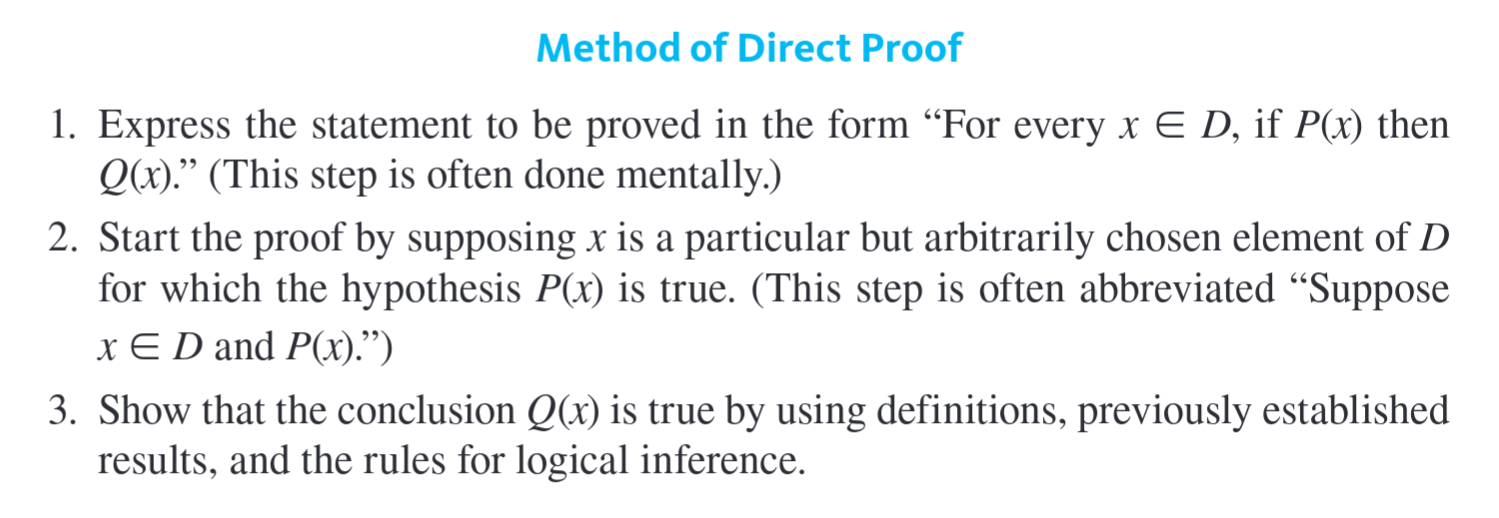 Method of Direct Proof
1. Express the statement to be proved in the form “For every x ∈ D, if P(x) then
Q(x).” (This step is often done mentally.)
2. Start the proof by supposing x is a particular but arbitrarily chosen element of D
for which the hypothesis P(x) is true. (This step is often abbreviated “Suppose
x ∈ D and P(x).”)
3. Show that the conclusion Q(x) is true by using definitions, previously established
results, and the rules for logical inference.